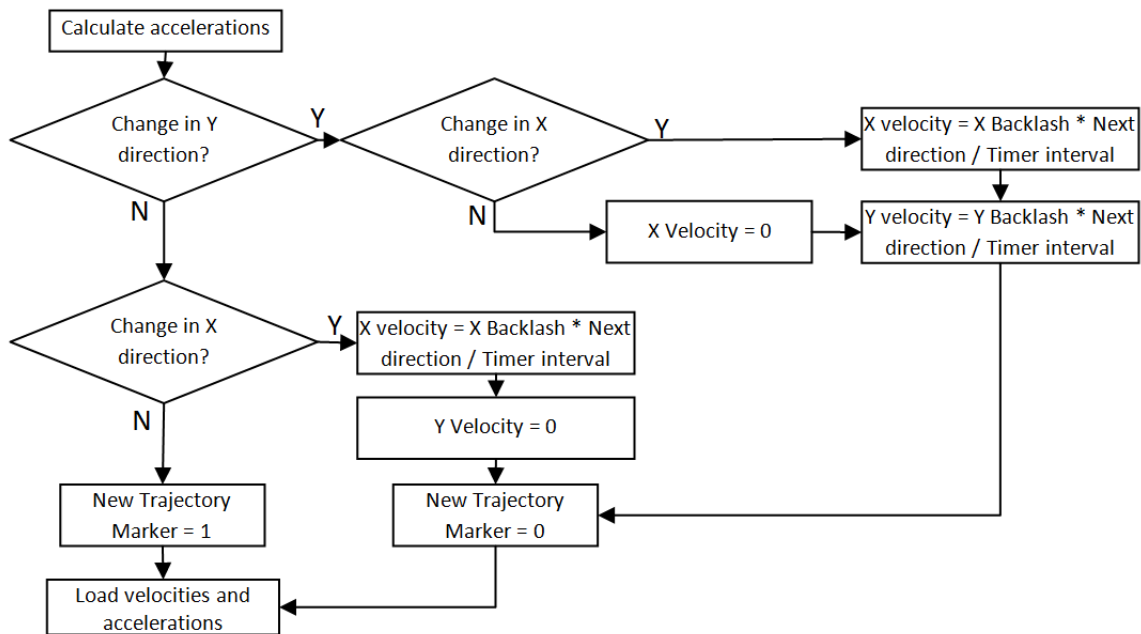 Calculate accelerations
Change in Y
direction?
Y
Change in X
direction?
Y
X velocity = X Backlash * Next
direction / Timer interval
N
N
X Velocity = 0
Y velocity = Y Backlash * Next
direction / Timer interval
Change in X
direction?
Y
X velocity = X Backlash * Next
direction / Timer interval
N
Y Velocity = 0
New Trajectory
Marker = 1
New Trajectory
Marker = 0
Load velocities and
accelerations